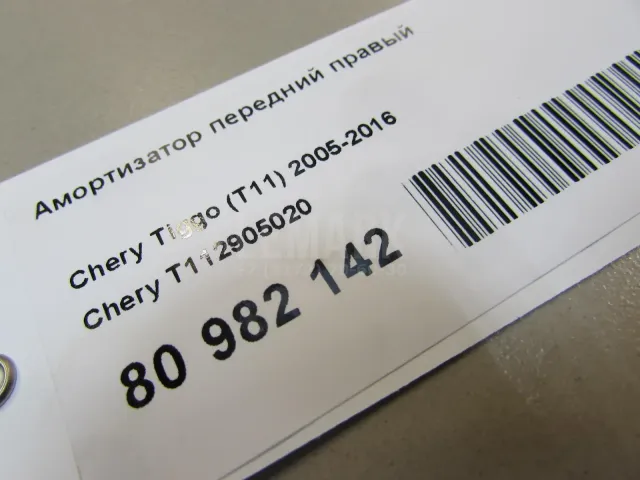 Амортизатор передний правый
Chery Tiggo (T11) 2005-2016
Chery T112905020
80 982 142